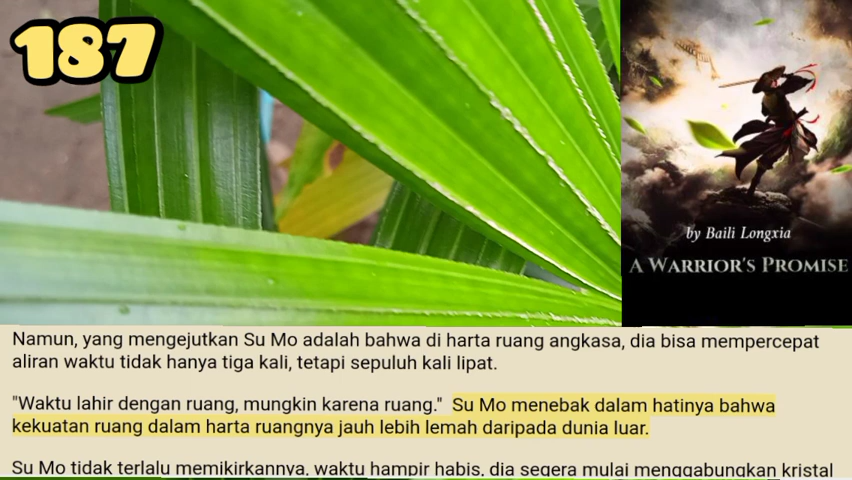 187
by Baili Longxia
A WARRIOR'S PROMISE
Namun, yang mengejutkan Su Mo adalah bahwa di harta ruang angkasa, dia bisa mempercepat
aliran waktu tidak hanya tiga kali, tetapi sepuluh kali lipat.
"Waktu lahir dengan ruang, mungkin karena ruang." Su Mo menebak dalam hatinya bahwa
kekuatan ruang dalam harta ruangnya jauh lebih lemah daripada dunia luar.
Su Mo tidak terlalu memikirkannya, waktu hampir habis, dia segera mulai menggabungkan kristal